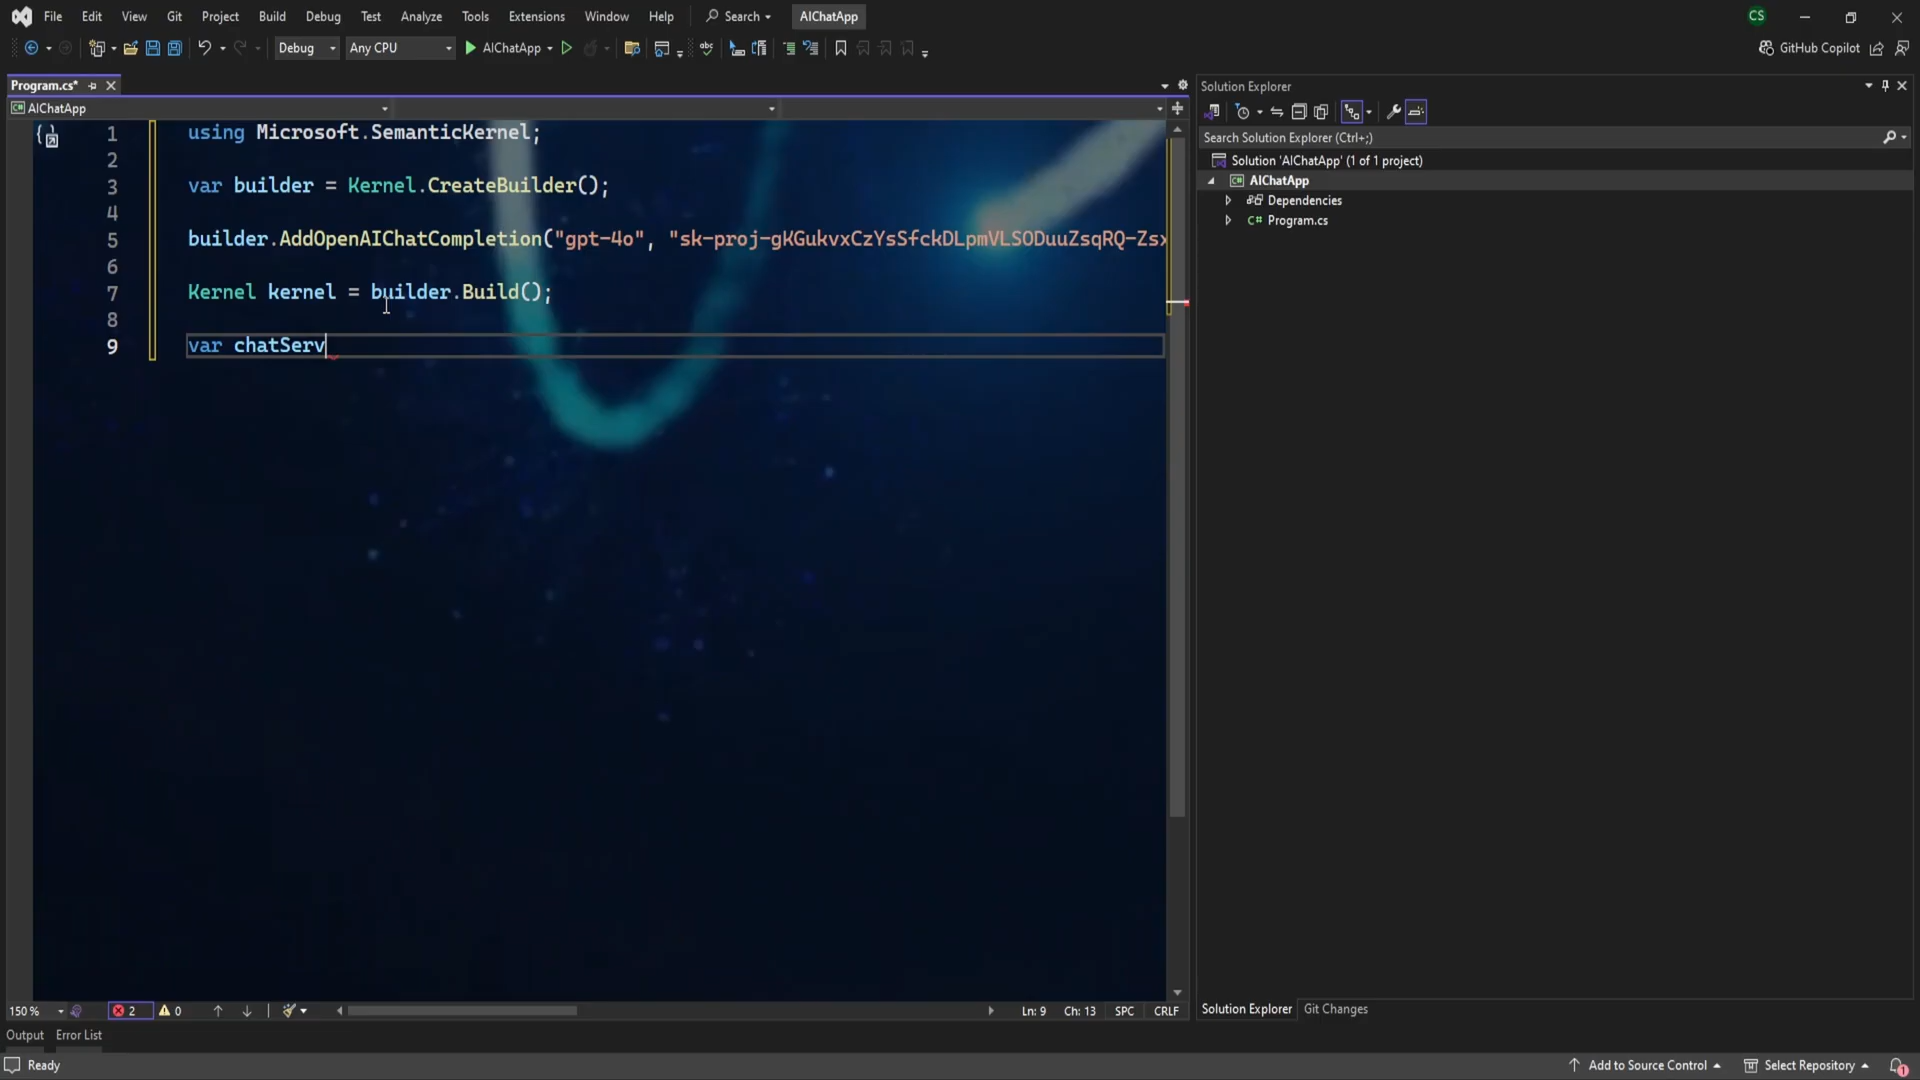 File Edit View Git Project Build Debug Test Analyze Tools Extensions Window Help Search AIChatApp CS
Debug Any CPU AIChatApp GitHub Copilot
Program.cs*
AIChatApp
1 using Microsoft.SemanticKernel;
2
3 var builder = Kernel.CreateBuilder();
4
5 builder.AddOpenAIChatCompletion("gpt-4o", "sk-proj-gKGukvxCzYsSfckDLpmVLSODuuZsqRQ-Zsx
6
7 Kernel kernel = builder.Build();
8
9 var chatServ
150 % 2 0 Ln: 9 Ch: 13 SPC CRLF
Output Error List
Solution Explorer
Search Solution Explorer (Ctrl+;)
Solution 'AIChatApp' (1 of 1 project)
C# AIChatApp
Dependencies
C# Program.cs
Solution Explorer Git Changes
Ready Add to Source Control Select Repository 1